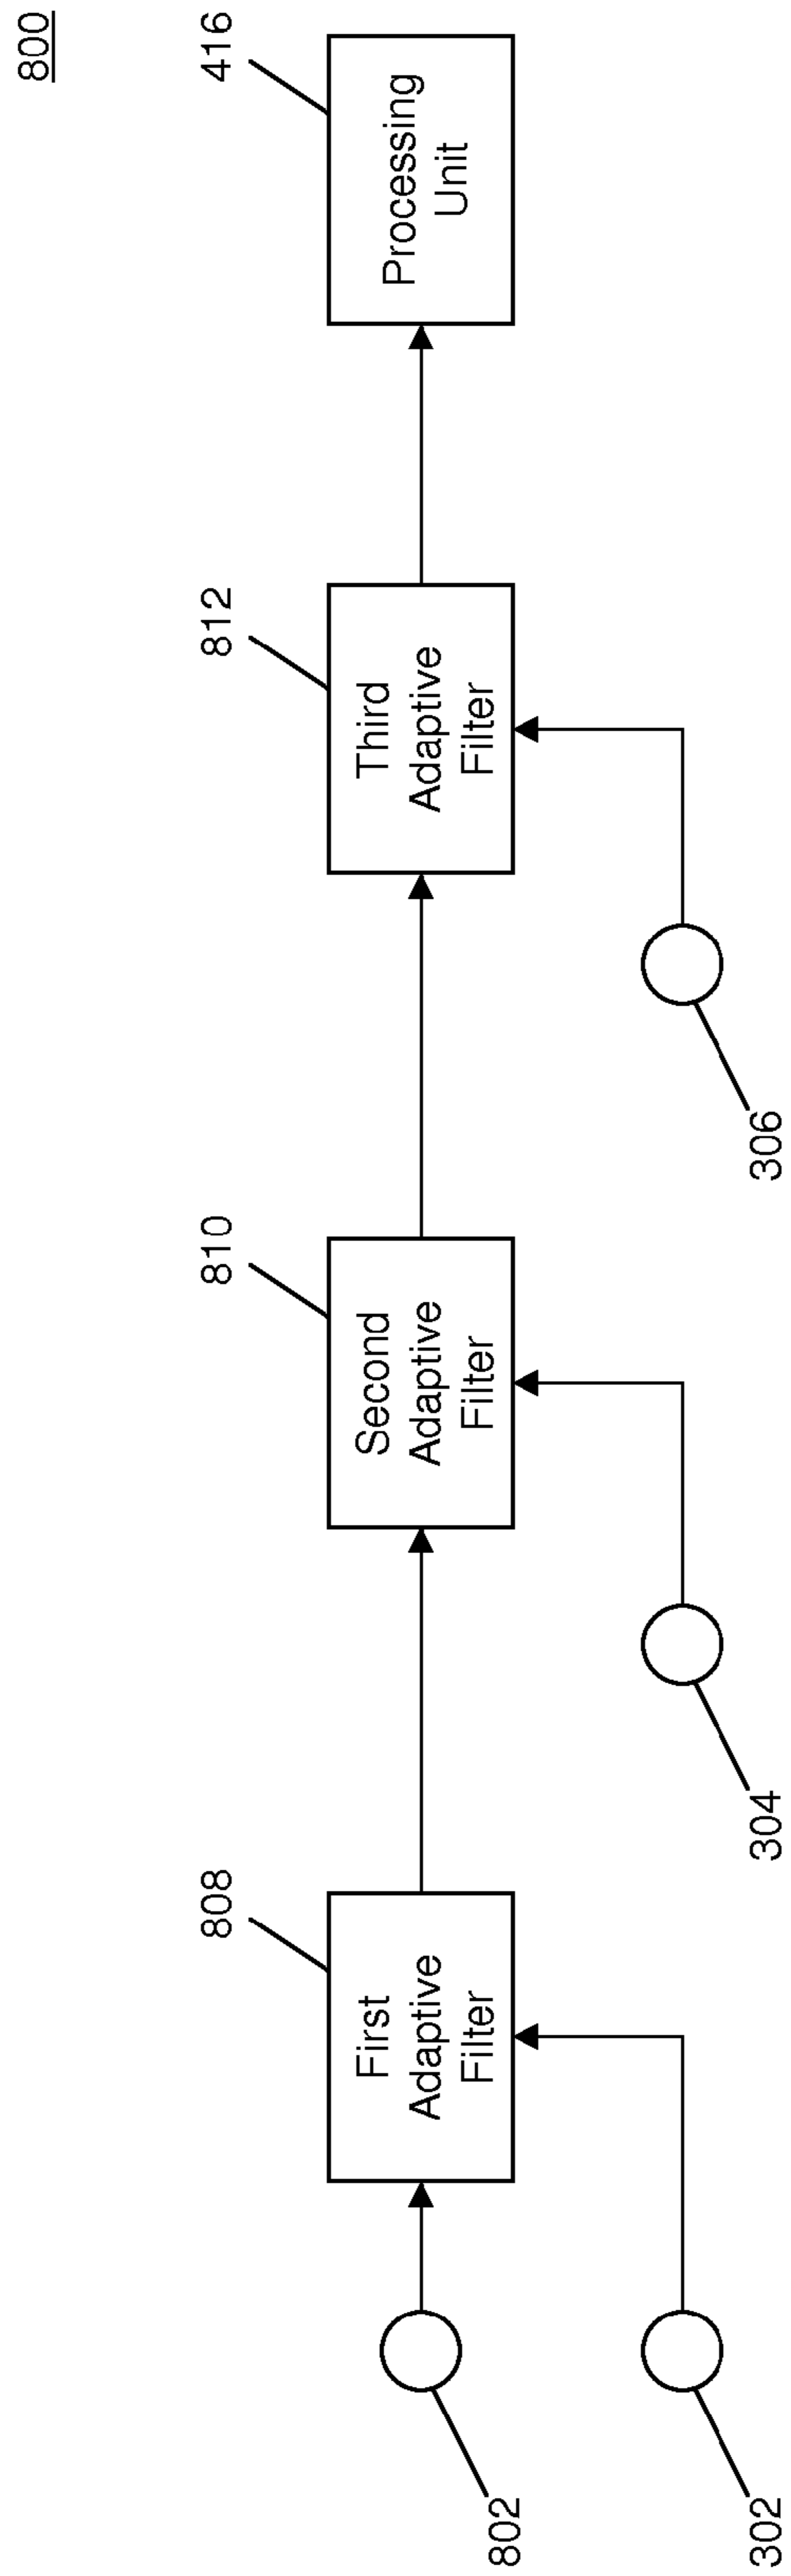 800
808
810
812
416
First
Adaptive
Filter
Second
Adaptive
Filter
Third
Adaptive
Filter
Processing
Unit
802
302
304
306